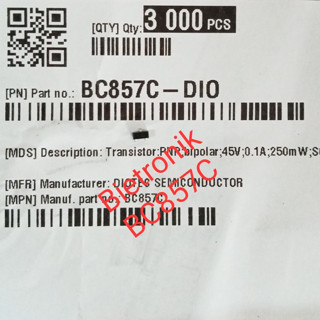 [QTY] Qty: 3 000 PCS
[PN] Part no.: BC857C-DIO
[MDS] Description: Transistor:PNP;bipolar;45V;0.1A;250mW;S
[MFR] Manufacturer: DIOTEC SEMICONDUCTOR
[MPN] Manuf. part no.: BC857C
Bietronik
BC857C